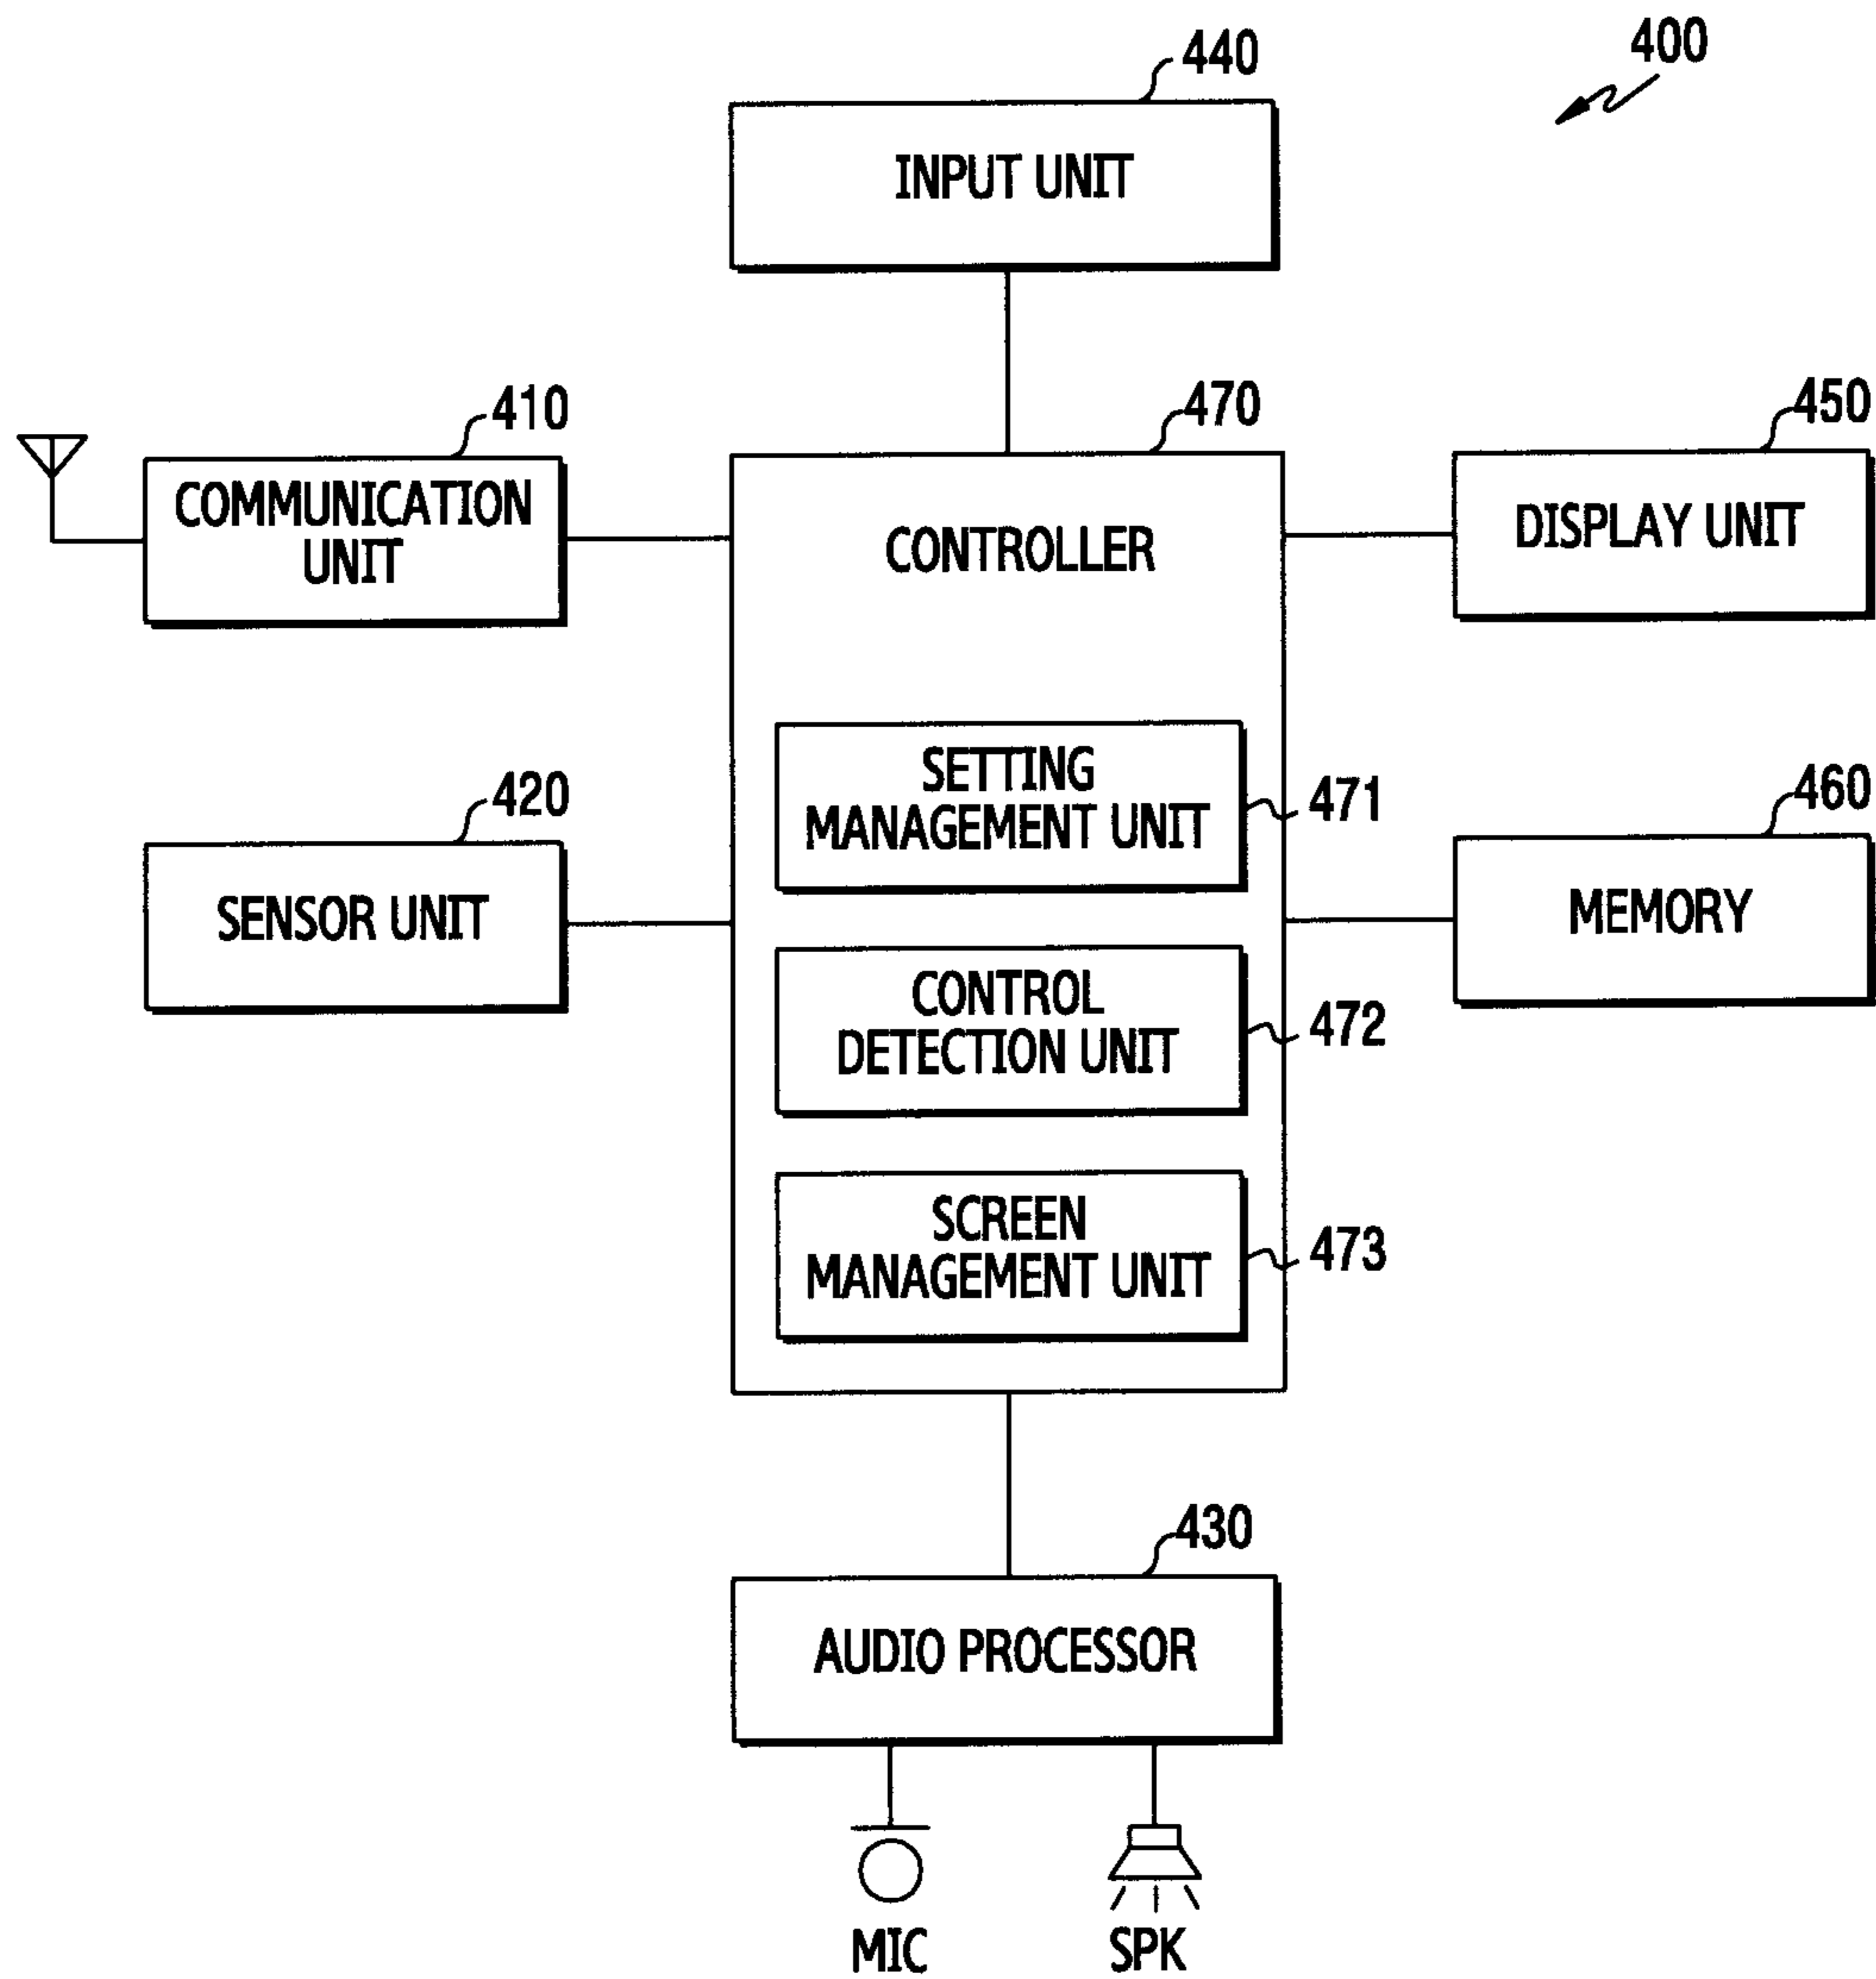 400
440
INPUT UNIT
410
COMMUNICATION
UNIT
470
CONTROLLER
450
DISPLAY UNIT
420
SENSOR UNIT
SETTING
MANAGEMENT UNIT
471
460
MEMORY
CONTROL
DETECTION UNIT
472
SCREEN
MANAGEMENT UNIT
473
430
AUDIO PROCESSOR
MIC
SPK